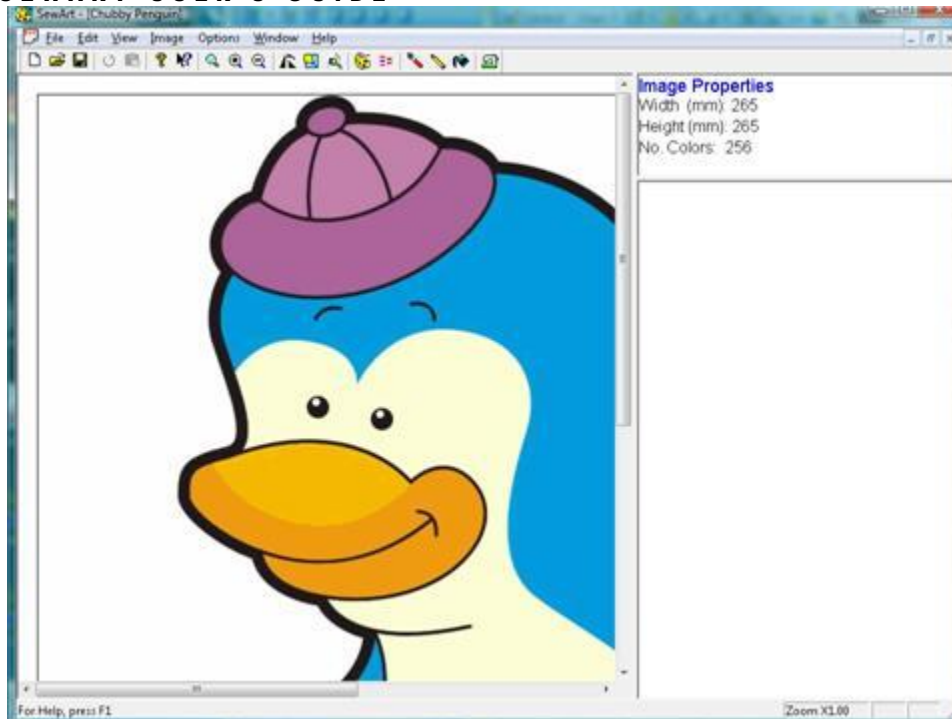 SewArt - [Chubby Penguin]
File Edit View Image Options Window Help
Image Properties
Width (mm): 265
Height (mm): 265
No. Colors: 256
For Help, press F1
Zoom X1.00